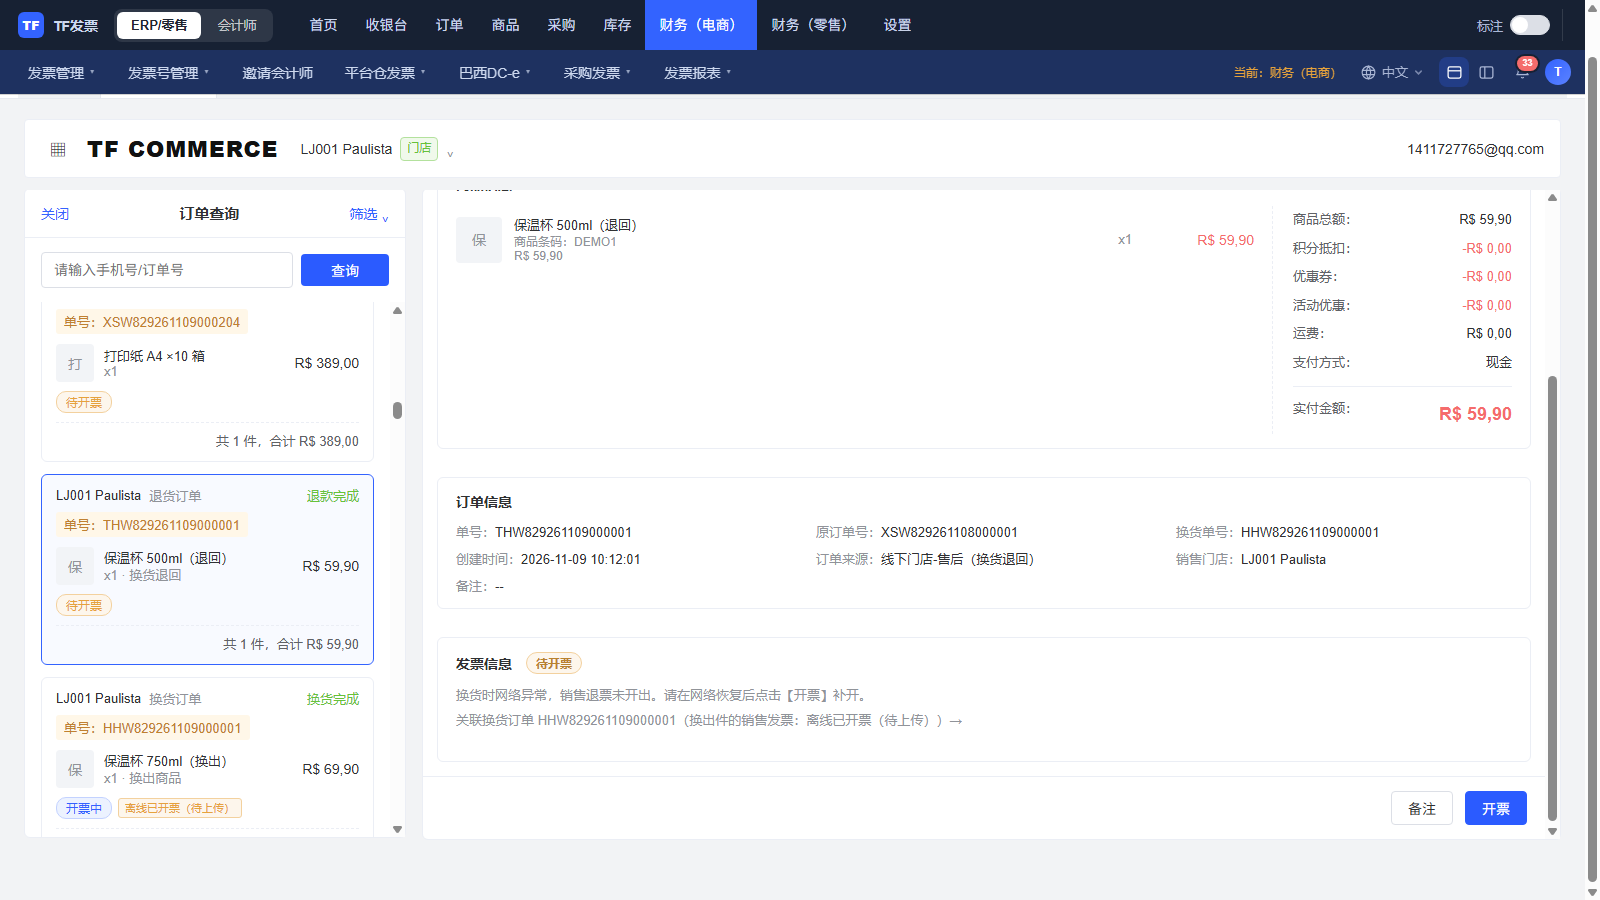 TF TF发票 ERP/零售 会计师 首页 收银台 订单 商品 采购 库存 财务（电商） 财务（零售） 设置 标注
发票管理 发票号管理 邀请会计师 平台仓发票 巴西DC-e 采购发票 发票报表 当前：财务（电商） 中文 33 T
TF COMMERCE LJ001 Paulista 门店 1411727765@qq.com
关闭 订单查询 筛选
请输入手机号/订单号 查询
单号：XSW829261109000204
打 打印纸 A4 ×10 箱 R$ 389,00
x1
待开票
共 1 件，合计 R$ 389,00
LJ001 Paulista 退货订单 退款完成
单号：THW829261109000001
保 保温杯 500ml（退回） R$ 59,90
x1 · 换货退回
待开票
共 1 件，合计 R$ 59,90
LJ001 Paulista 换货订单 换货完成
单号：HHW829261109000001
保 保温杯 750ml（换出） R$ 69,90
x1 · 换出商品
开票中 离线已开票（待上传）
保 保温杯 500ml（退回） x1 R$ 59,90
商品条码：DEMO1
R$ 59,90
商品总额： R$ 59,90
积分抵扣： -R$ 0,00
优惠券： -R$ 0,00
活动优惠： -R$ 0,00
运费： R$ 0,00
支付方式： 现金
实付金额： R$ 59,90
订单信息
单号：THW829261109000001 原订单号：XSW829261108000001 换货单号：HHW829261109000001
创建时间：2026-11-09 10:12:01 订单来源：线下门店-售后（换货退回） 销售门店：LJ001 Paulista
备注：--
发票信息 待开票
换货时网络异常，销售退票未开出。请在网络恢复后点击【开票】补开。
关联换货订单 HHW829261109000001（换出件的销售发票：离线已开票（待上传））→
备注 开票